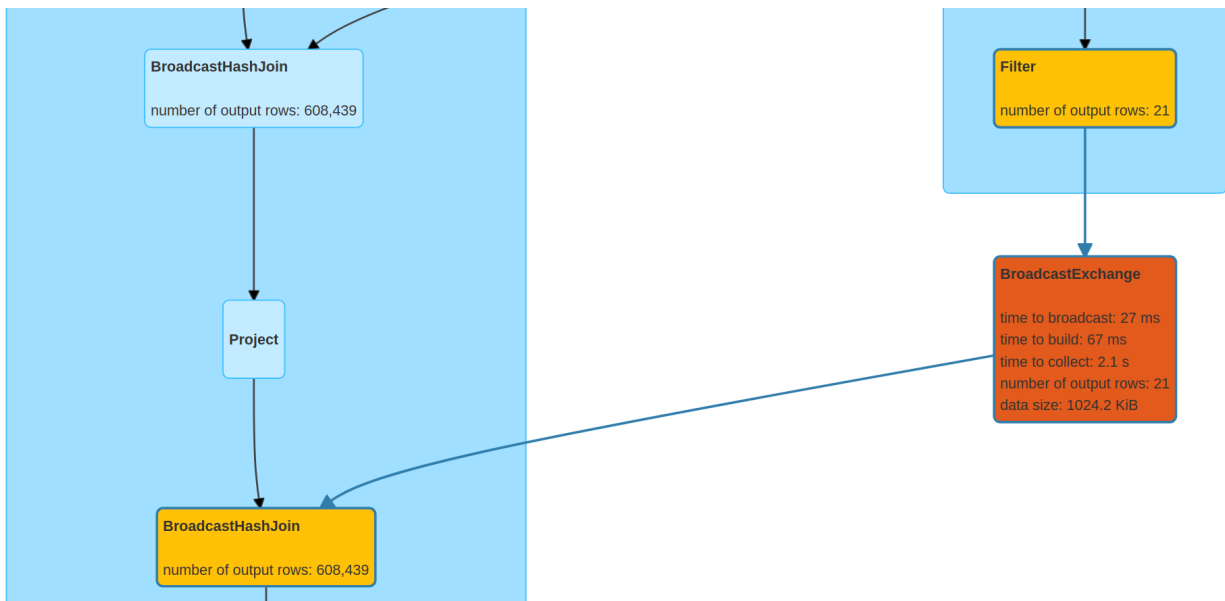 BroadcastHashJoin
number of output rows: 608,439
Project
BroadcastHashJoin
number of output rows: 608,439
Filter
number of output rows: 21
BroadcastExchange
time to broadcast: 27 ms
time to build: 67 ms
time to collect: 2.1 s
number of output rows: 21
data size: 1024.2 KiB